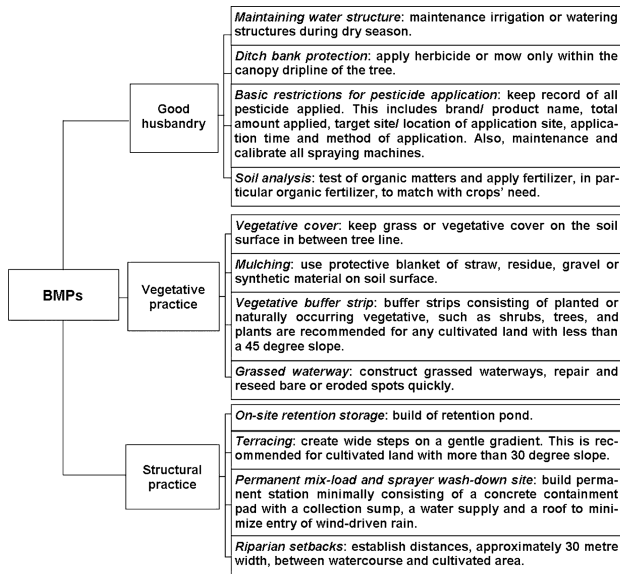 Maintaining water structure: maintenance irrigation or watering
structures during dry season.
Ditch bank protection: apply herbicide or mow only within the
canopy dripline of the tree.
Good
husbandry
Basic restrictions for pesticide application: keep record of all
pesticide applied. This includes brand/ product name, total
amount applied, target site/ location of application site, applica-
tion time and method of application. Also, maintenance and
calibrate all spraying machines.
Soil analysis: test of organic matters and apply fertilizer, in par-
ticular organic fertilizer, to match with crops' need.
Vegetative cover: keep grass or vegetative cover on the soil
surface in between tree line.
Mulching: use protective blanket of straw, residue, gravel or
synthetic material on soil surface.
BMPs
Vegetative
practice
Vegetative buffer strip: buffer strips consisting of planted or
naturally occurring vegetative, such as shrubs, trees, and
plants are recommended for any cultivated land with less than
a 45 degree slope.
Grassed waterway: construct grassed waterways, repair and
reseed bare or eroded spots quickly.
On-site retention storage: build of retention pond.
Terracing: create wide steps on a gentle gradient. This is rec-
ommended for cultivated land with more than 30 degree slope.
Structural
practice
Permanent mix-load and sprayer wash-down site: build perm-
anent station minimally consisting of a concrete containment
pad with a collection sump, a water supply and a roof to mini-
mize entry of wind-driven rain.
Riparian setbacks: establish distances, approximately 30 metre
width, between watercourse and cultivated area.